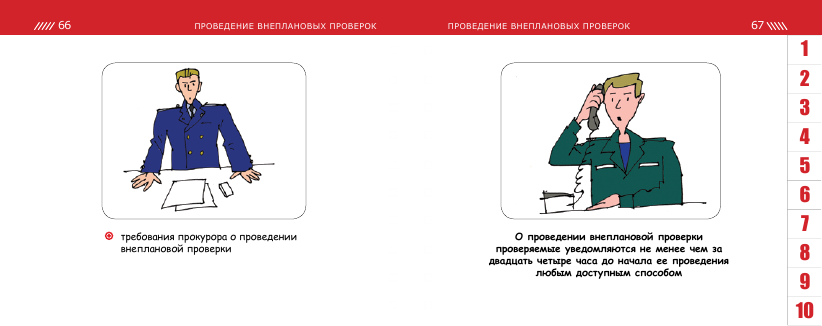 66
ПРОВЕДЕНИЕ ВНЕПЛАНОВЫХ ПРОВЕРОК
ПРОВЕДЕНИЕ ВНЕПЛАНОВЫХ ПРОВЕРОК
67
требования прокурора о проведении
внеплановой проверки
О проведении внеплановой проверки
проверяемые уведомляются не менее чем за
двадцать четыре часа до начала ее проведения
любым доступным способом
1
2
3
4
5
6
7
8
9
10